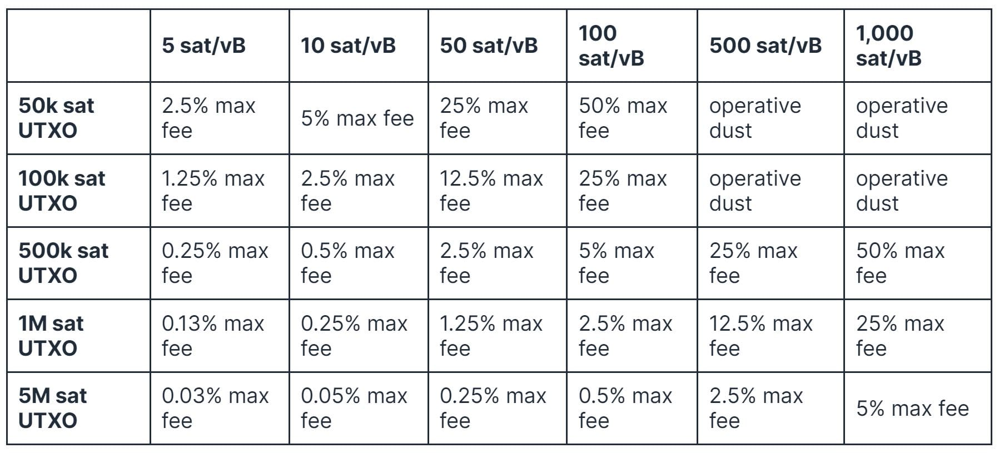 5 sat/vB
10 sat/vB
50 sat/vB
100
sat/vB
500 sat/vB
1,000
sat/vB
50k sat
UTXO
2.5% max
fee
5% max fee
25% max
fee
50% max
fee
operative
dust
operative
dust
100k sat
UTXO
1.25% max
fee
2.5% max
fee
12.5% max
fee
25% max
fee
operative
dust
operative
dust
500k sat
UTXO
0.25% max
fee
0.5% max
fee
2.5% max
fee
5% max
fee
25% max
fee
50% max
fee
1M sat
UTXO
0.13% max
fee
0.25% max
fee
1.25% max
fee
2.5% max
fee
12.5% max
fee
25% max
fee
5M sat
UTXO
0.03% max
fee
0.05% max
fee
0.25% max
fee
0.5% max
fee
2.5% max
fee
5% max fee